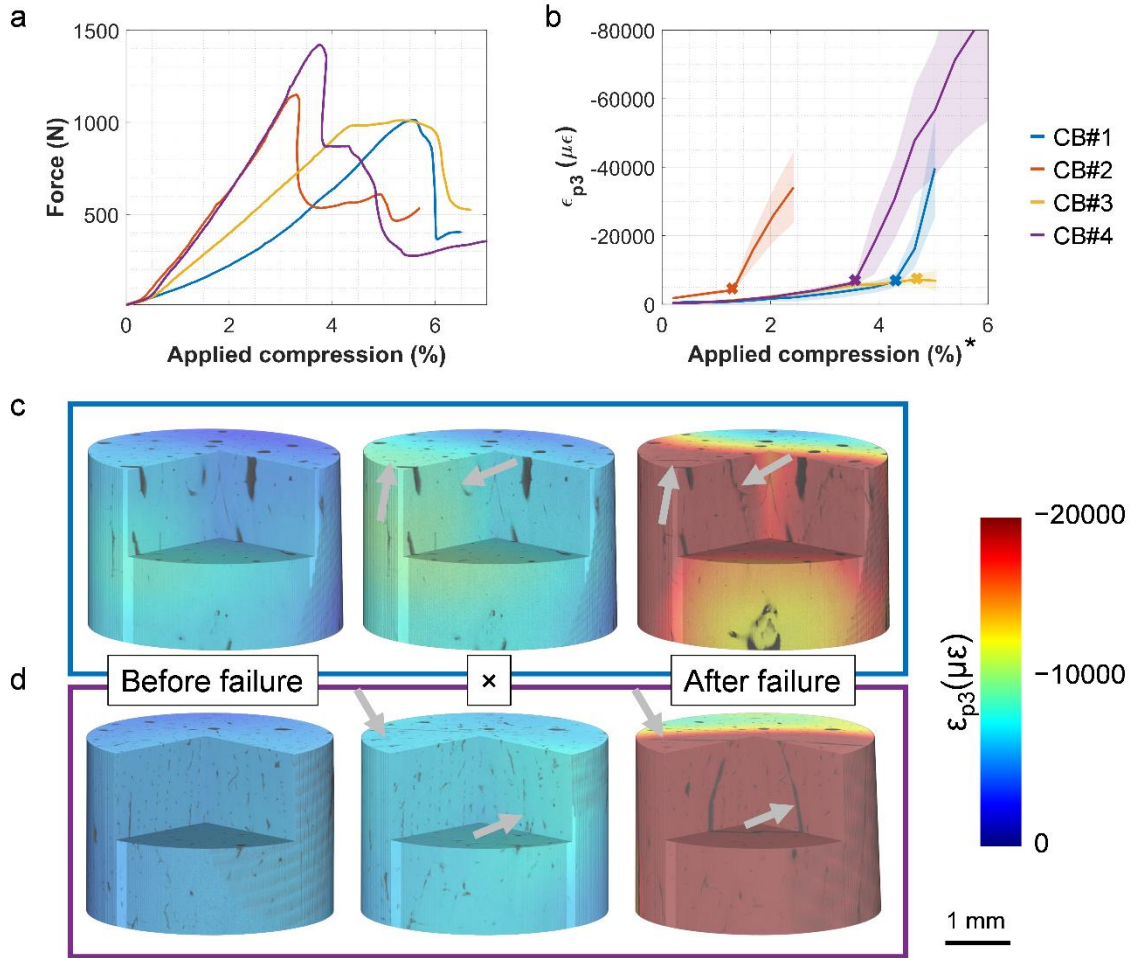 a
1500
1000
500
0
2
4
6
Force (N)
Applied compression (%)
b
-80000
-60000
-40000
-20000
0
0
2
4
6
ϵp3 (μϵ)
Applied compression (%)*
CB#1
CB#2
CB#3
CB#4
c
d
Before failure
×
After failure
−20000
−10000
0
εp3(με)
1 mm